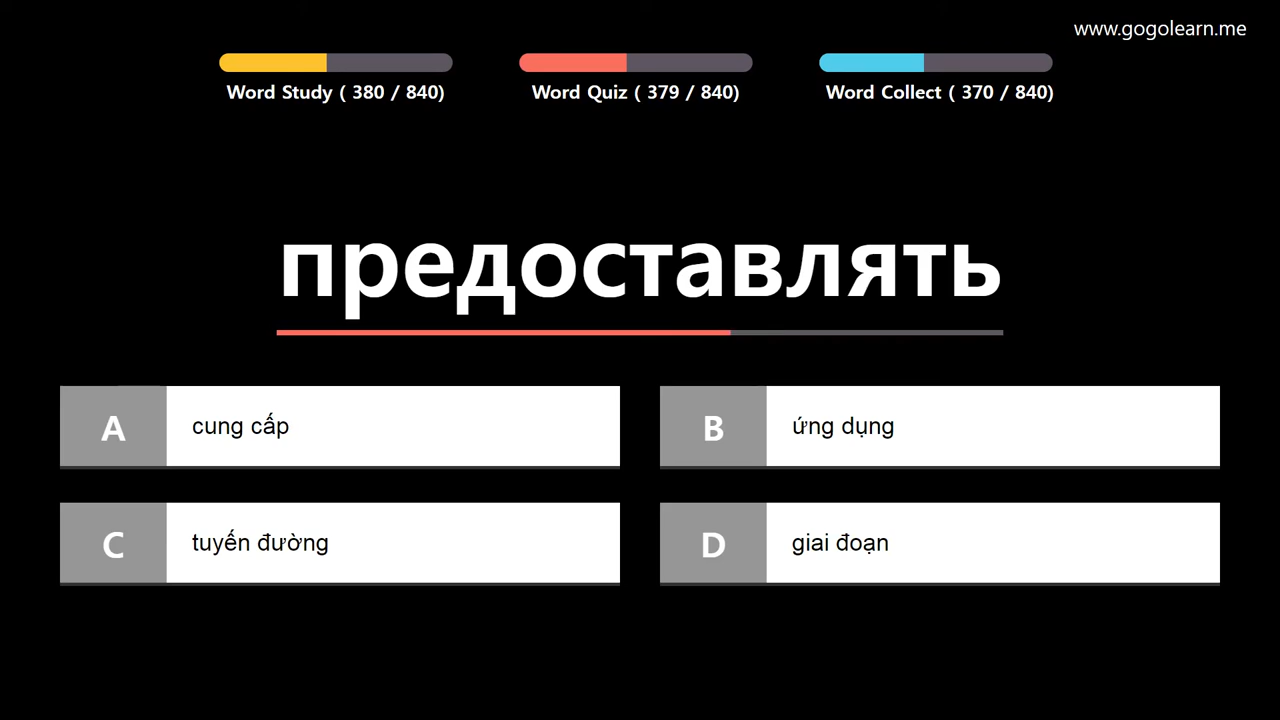 www.gogolearn.me
Word Study ( 380 / 840)
Word Quiz ( 379 / 840)
Word Collect ( 370 / 840)
предоставлять
A cung cấp
B ứng dụng
C tuyến đường
D giai đoạn